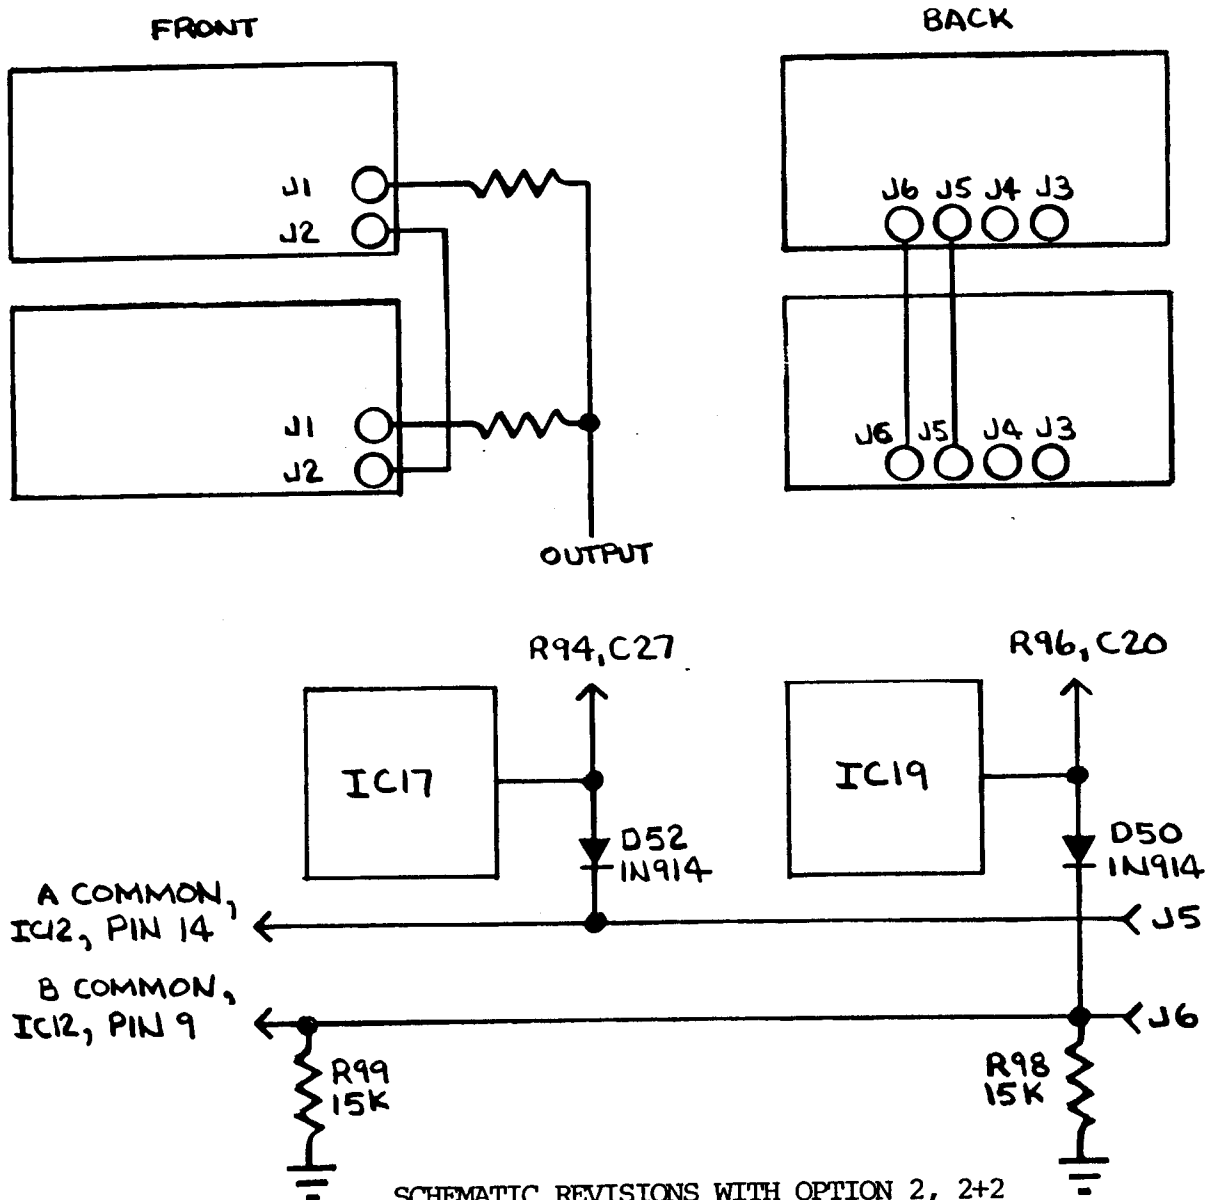 FRONT
BACK
J1
J2
J6 J5 J4 J3
J1
J2
J6 J5 J4 J3
OUTPUT
R94, C27
R96, C20
IC17
IC19
D52
1N914
D50
1N914
A COMMON,
IC12, PIN 14
J5
B COMMON,
IC12, PIN 9
J6
R99
15K
R98
15K
SCHEMATIC REVISIONS WITH OPTION 2, 2+2